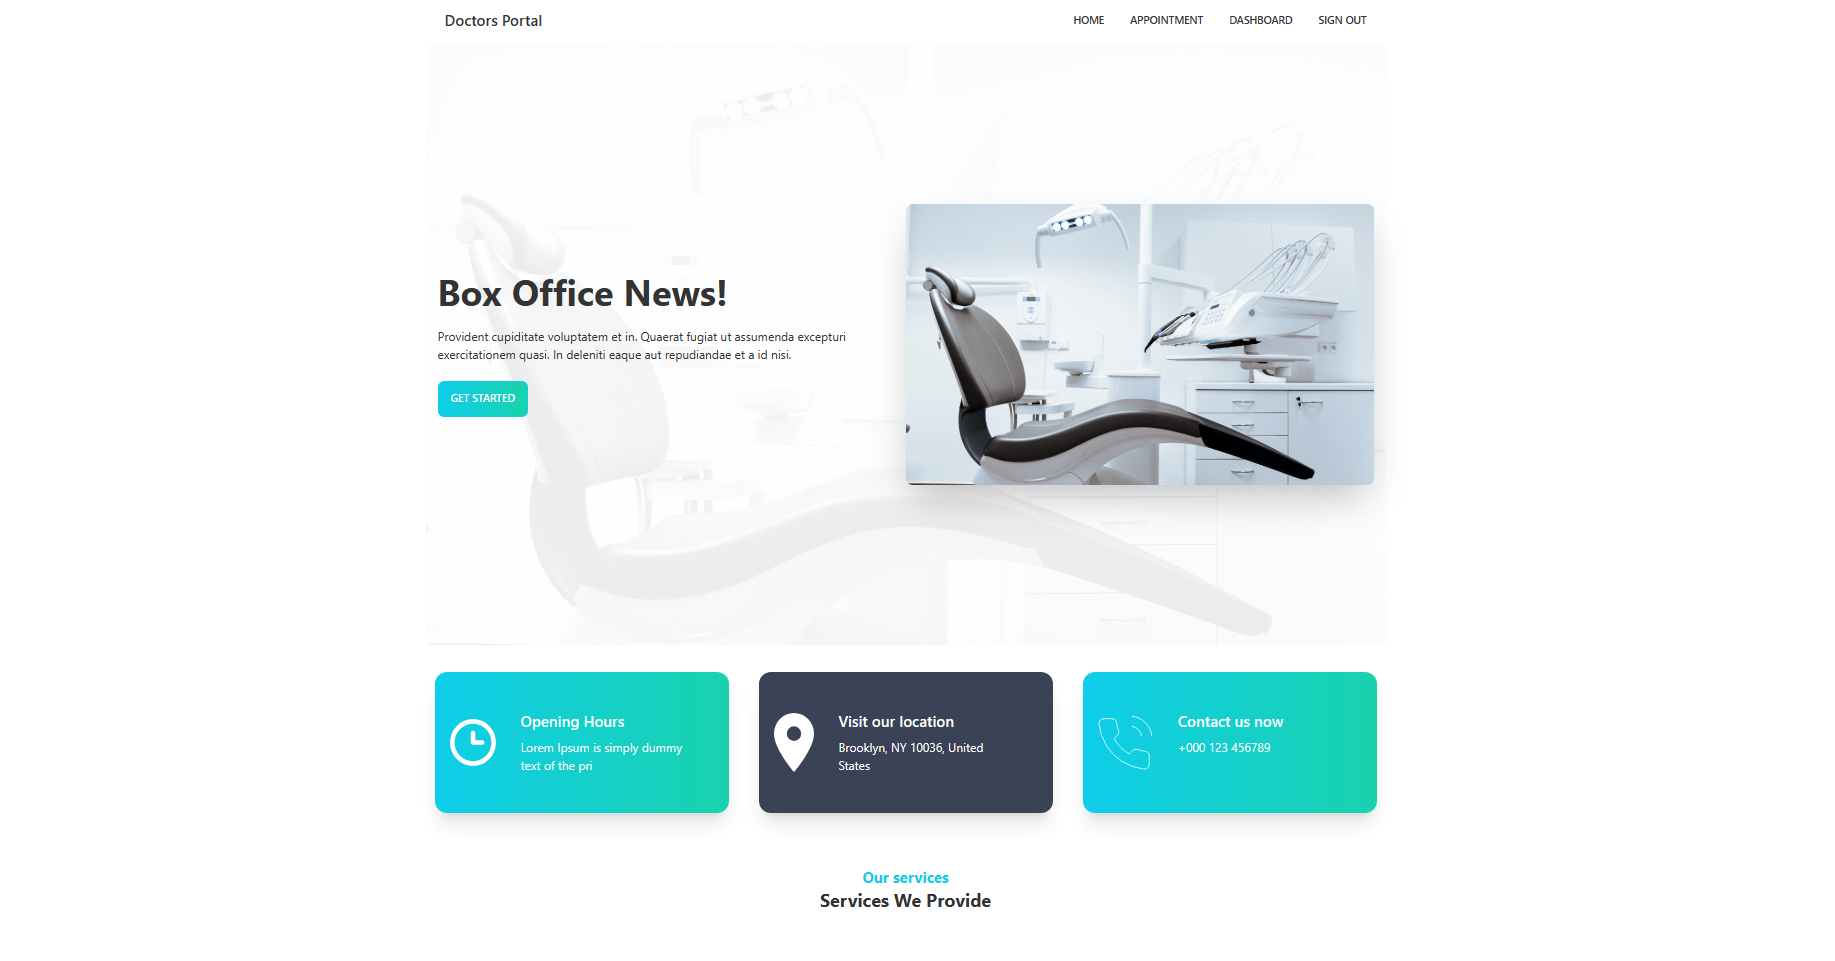 Doctors Portal
HOME APPOINTMENT DASHBOARD SIGN OUT
Box Office News!
Provident cupiditate voluptatem et in. Quaerat fugiat ut assumenda excepturi
exercitationem quasi. In deleniti eaque aut repudiandae et a id nisi.
GET STARTED
Opening Hours
Lorem Ipsum is simply dummy
text of the pri
Visit our location
Brooklyn, NY 10036, United
States
Contact us now
+000 123 456789
Our services
Services We Provide